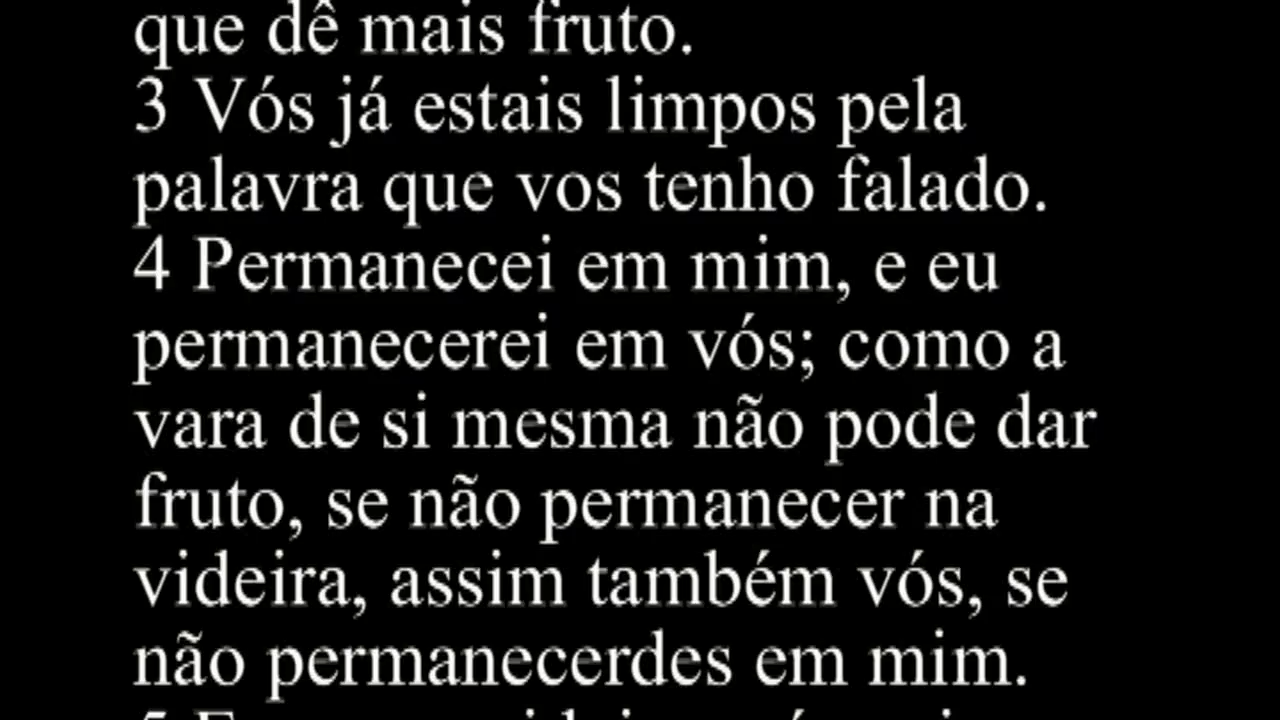 que dê mais fruto.
3 Vós já estais limpos pela
palavra que vos tenho falado.
4 Permanecei em mim, e eu
permanecerei em vós; como a
vara de si mesma não pode dar
fruto, se não permanecer na
videira, assim também vós, se
não permanecerdes em mim.